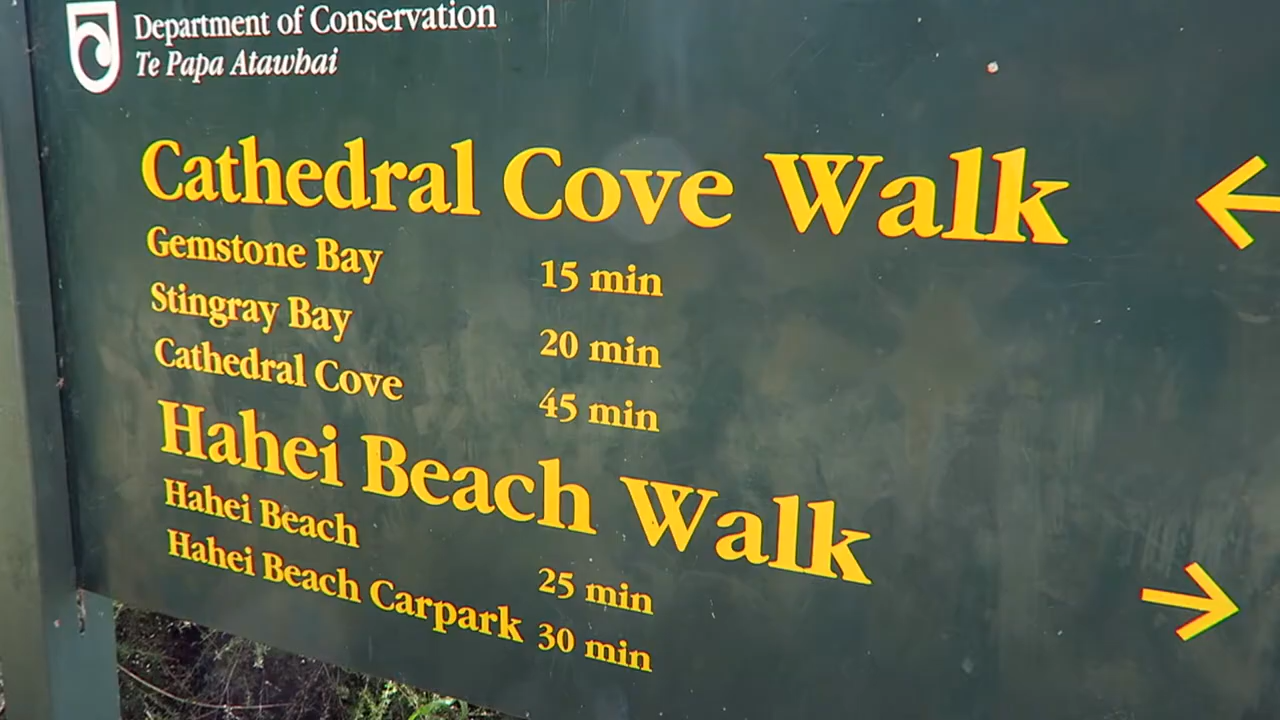 Department of Conservation
Te Papa Atawhai
Cathedral Cove Walk
Gemstone Bay 15 min
Stingray Bay 20 min
Cathedral Cove 45 min
Hahei Beach Walk
Hahei Beach 25 min
Hahei Beach Carpark 30 min